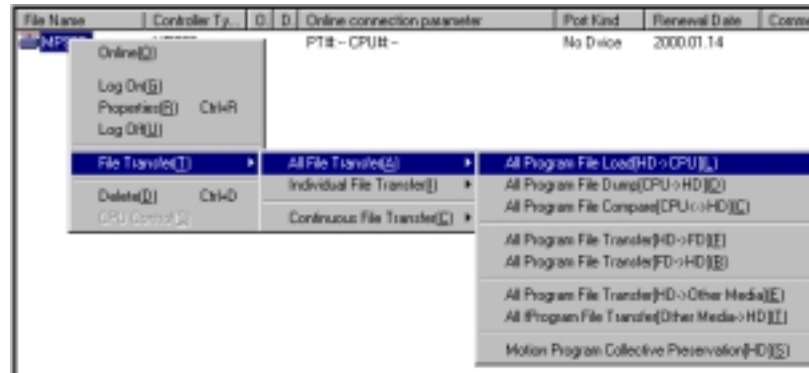 File Name Controller Ty... O. D. Online connection parameter Port Kind Renewal Date Comme
PT#:-- CPU#:-- No Dvice 2000.01.14
Online(O)
Log On(G)
Properties(R) Ctrl+R
Log Off(U)
File Transfer(T)
Delete(D) Ctrl+D
CPU Control(C)
All File Transfer(A)
Individual File Transfer(I)
Continuous File Transfer(C)
All Program File Load[HD->CPU](L)
All Program File Dump[CPU->HD](D)
All Program File Compare[CPU<->HD](C)
All Program File Transfer[HD->FD](F)
All Program File Transfer[FD->HD](B)
All Program File Transfer[HD->Other Media](E)
All fProgram File Transfer[Other Media->HD](T)
Motion Program Collective Preservation[HD](S)